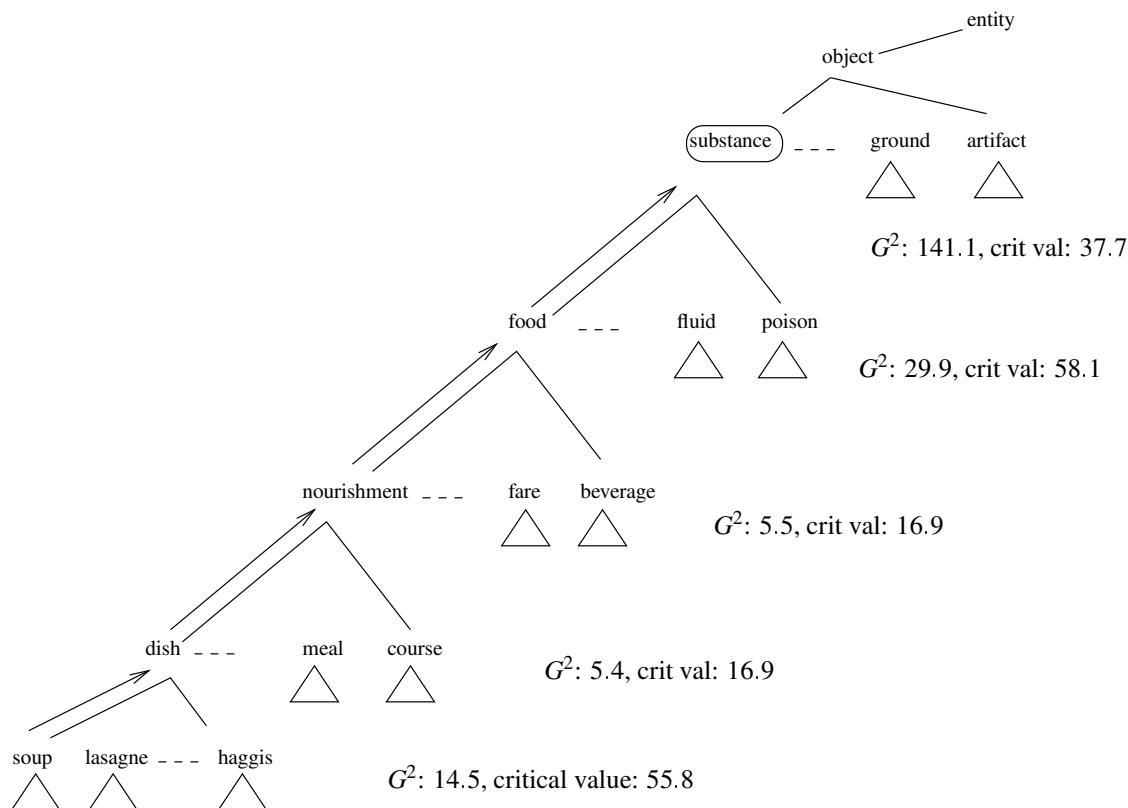 entity
object
substance _ _ _ ground artifact
G²: 141.1, crit val: 37.7
food _ _ _ fluid poison
G²: 29.9, crit val: 58.1
nourishment _ _ _ fare beverage
G²: 5.5, crit val: 16.9
dish _ _ _ meal course
G²: 5.4, crit val: 16.9
soup lasagne _ _ _ haggis
G²: 14.5, critical value: 55.8